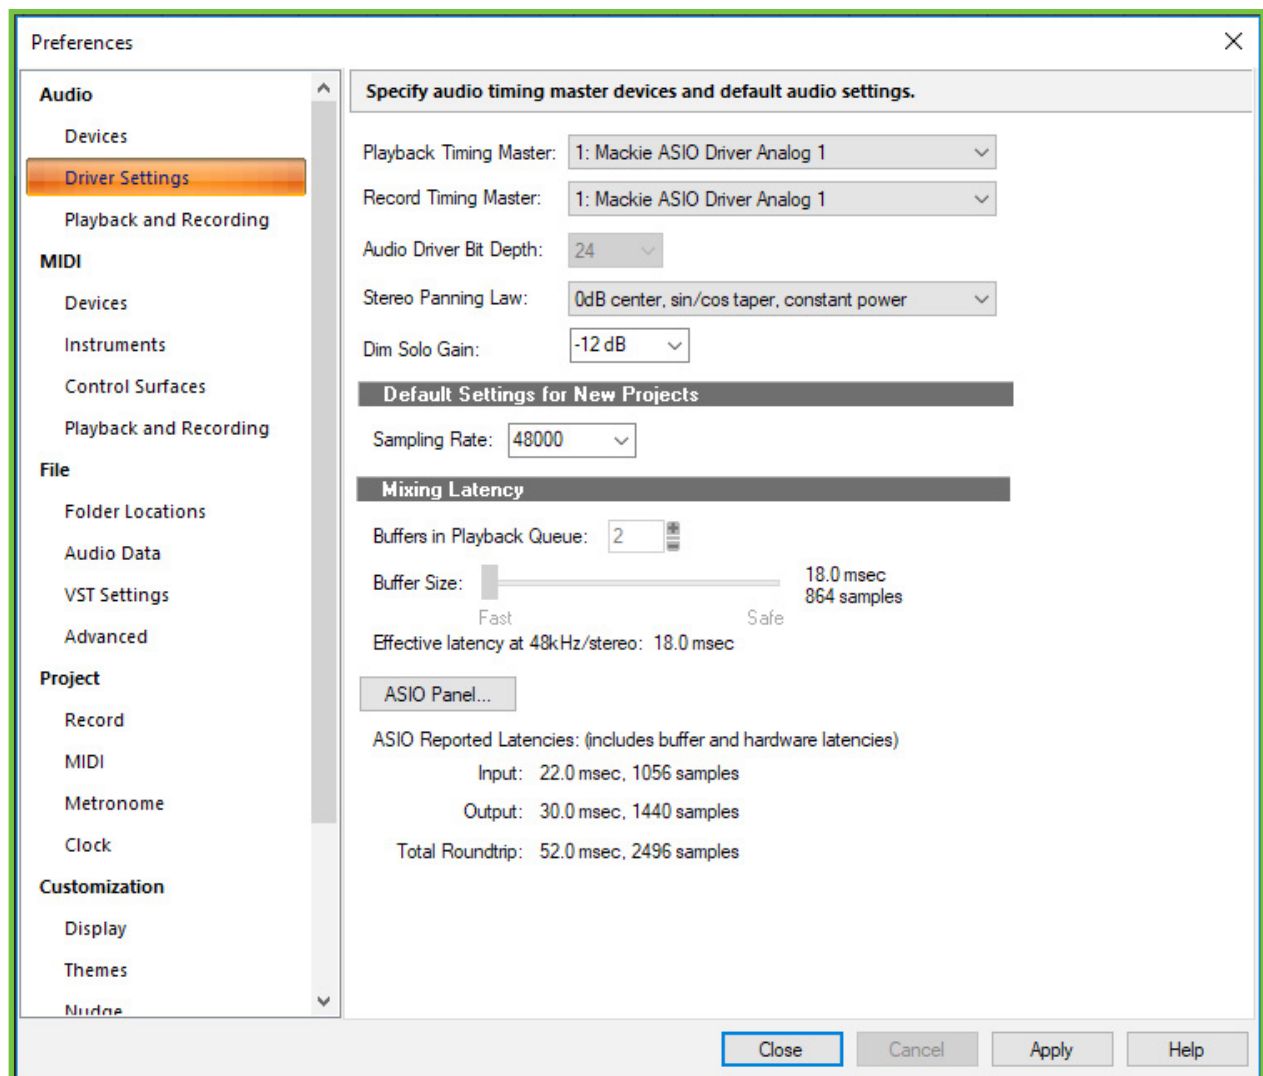 Preferences
Audio
Devices
Driver Settings
Playback and Recording
MIDI
Devices
Instruments
Control Surfaces
Playback and Recording
File
Folder Locations
Audio Data
VST Settings
Advanced
Project
Record
MIDI
Metronome
Clock
Customization
Display
Themes
Nudge
Specify audio timing master devices and default audio settings.
Playback Timing Master: 1: Mackie ASIO Driver Analog 1
Record Timing Master: 1: Mackie ASIO Driver Analog 1
Audio Driver Bit Depth: 24
Stereo Panning Law: 0dB center, sin/cos taper, constant power
Dim Solo Gain: -12 dB
Default Settings for New Projects
Sampling Rate: 48000
Mixing Latency
Buffers in Playback Queue: 2
Buffer Size: 18.0 msec
864 samples
Fast Safe
Effective latency at 48kHz/stereo: 18.0 msec
ASIO Panel...
ASIO Reported Latencies: (includes buffer and hardware latencies)
Input: 22.0 msec, 1056 samples
Output: 30.0 msec, 1440 samples
Total Roundtrip: 52.0 msec, 2496 samples
Close Cancel Apply Help